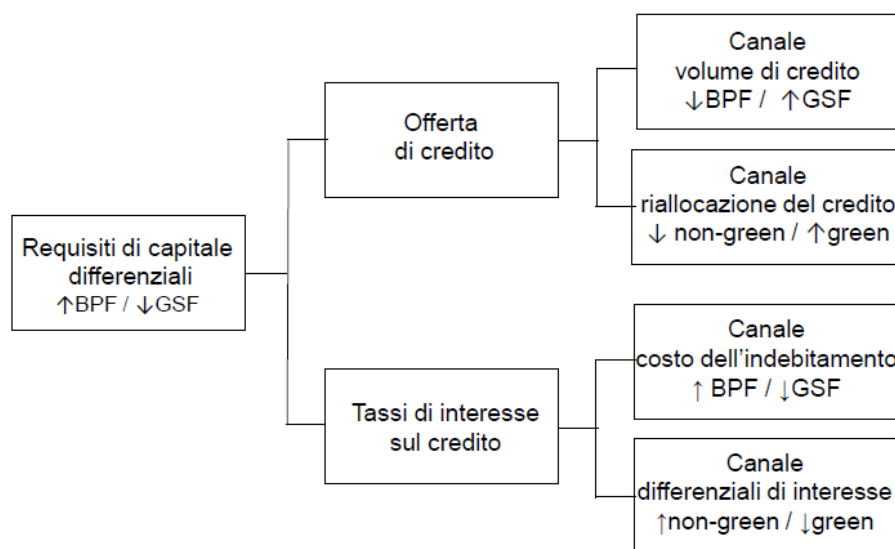 Requisiti di capitale
differenziali
↑BPF / ↓GSF
Offerta
di credito
Canale
volume di credito
↓BPF / ↑GSF
Canale
riallocazione del credito
↓ non-green / ↑green
Tassi di interesse
sul credito
Canale
costo dell'indebitamento
↑ BPF / ↓GSF
Canale
differenziali di interesse
↑non-green / ↓green